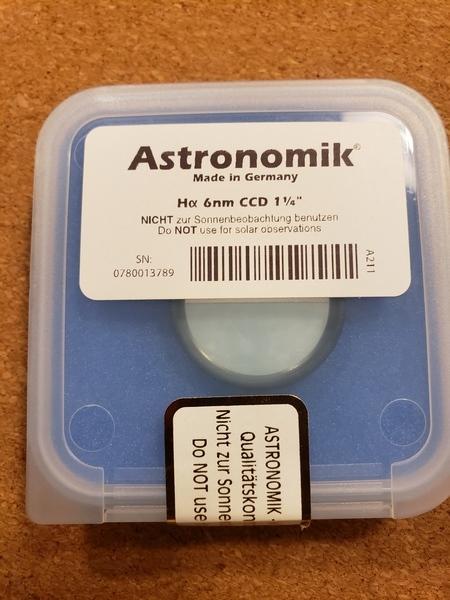 Astronomik®
Made in Germany
Hα 6nm CCD 1¼"
NICHT zur Sonnenbeobachtung benutzen
Do NOT use for solar observations
SN:
0780013789
A211
ASTRONOMIK
Qualitätskon
Nicht zur Sonne
Do NOT use